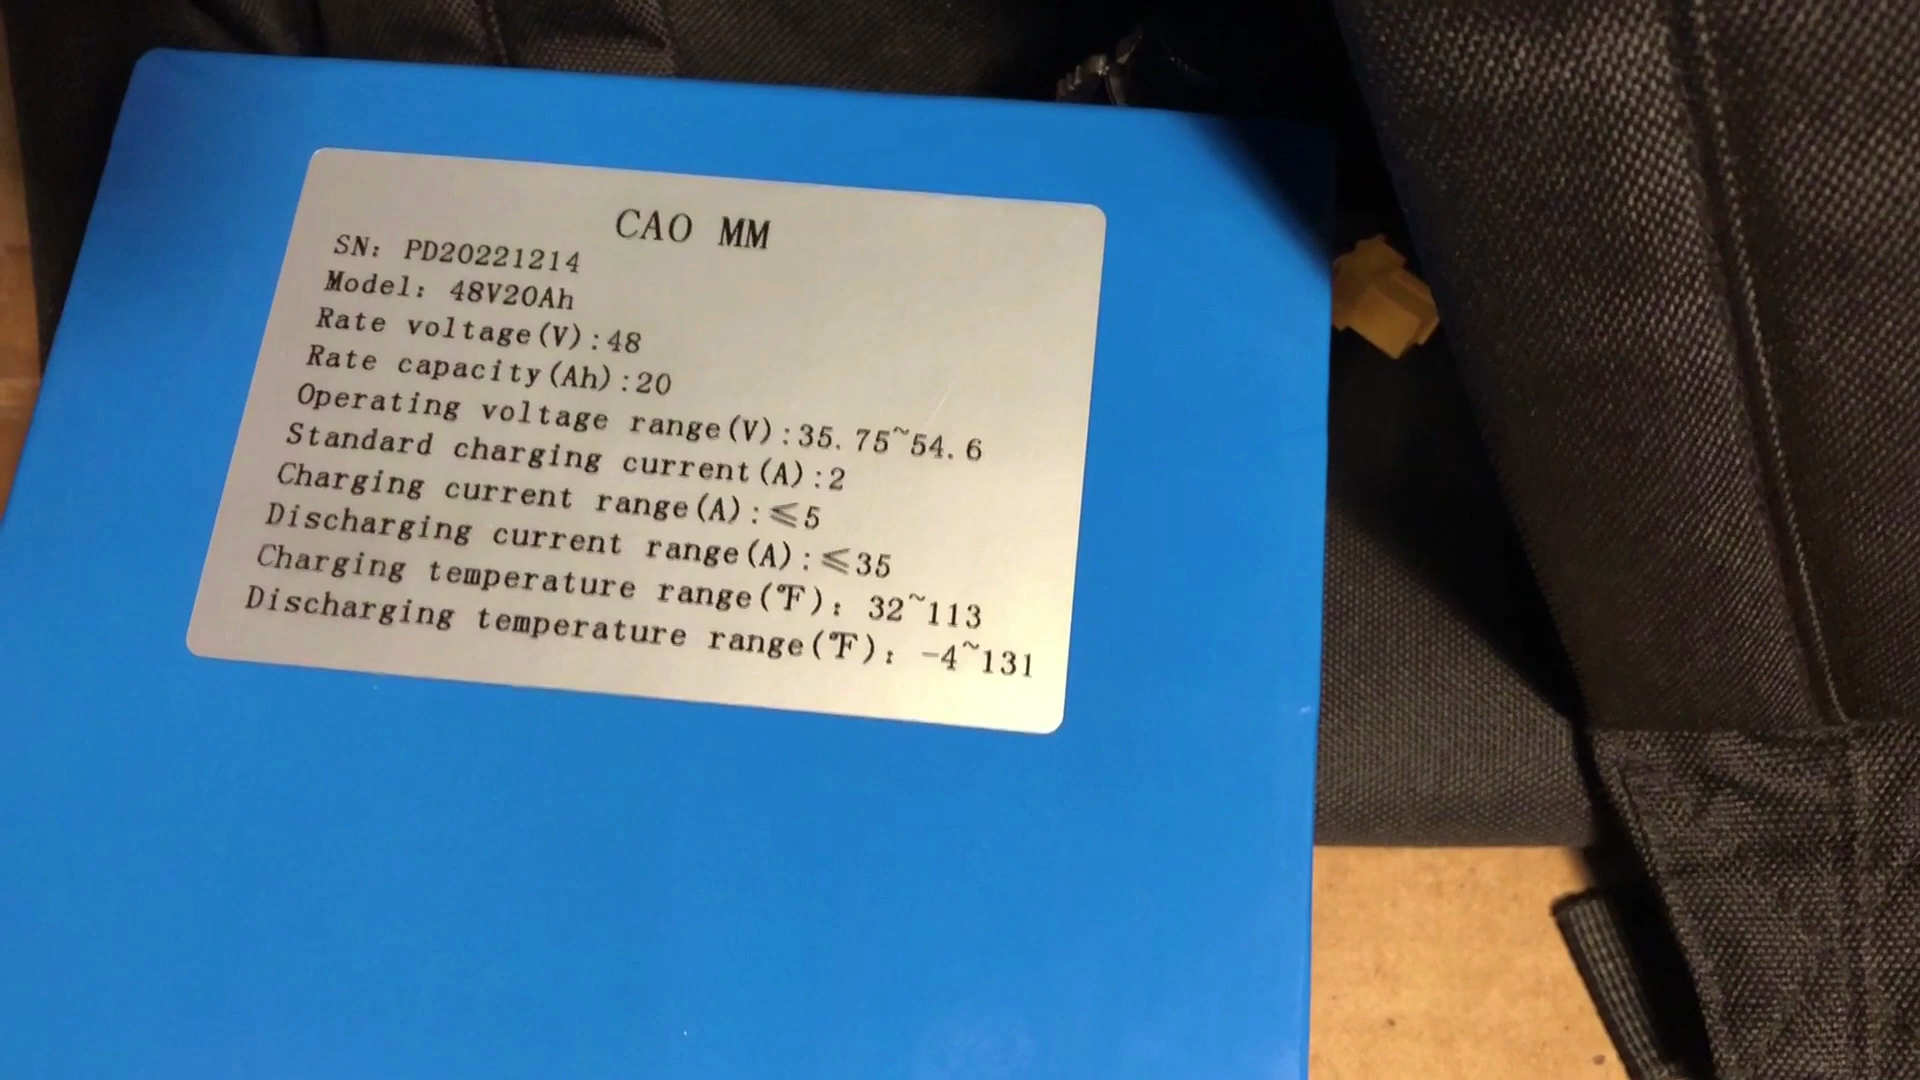 CAO MM
SN: PD20221214
Model: 48V20Ah
Rate voltage(V):48
Rate capacity(Ah):20
Operating voltage range(V):35.75~54.6
Standard charging current(A):2
Charging current range(A):≤5
Discharging current range(A):≤35
Charging temperature range(℉): 32~113
Discharging temperature range(℉): -4~131